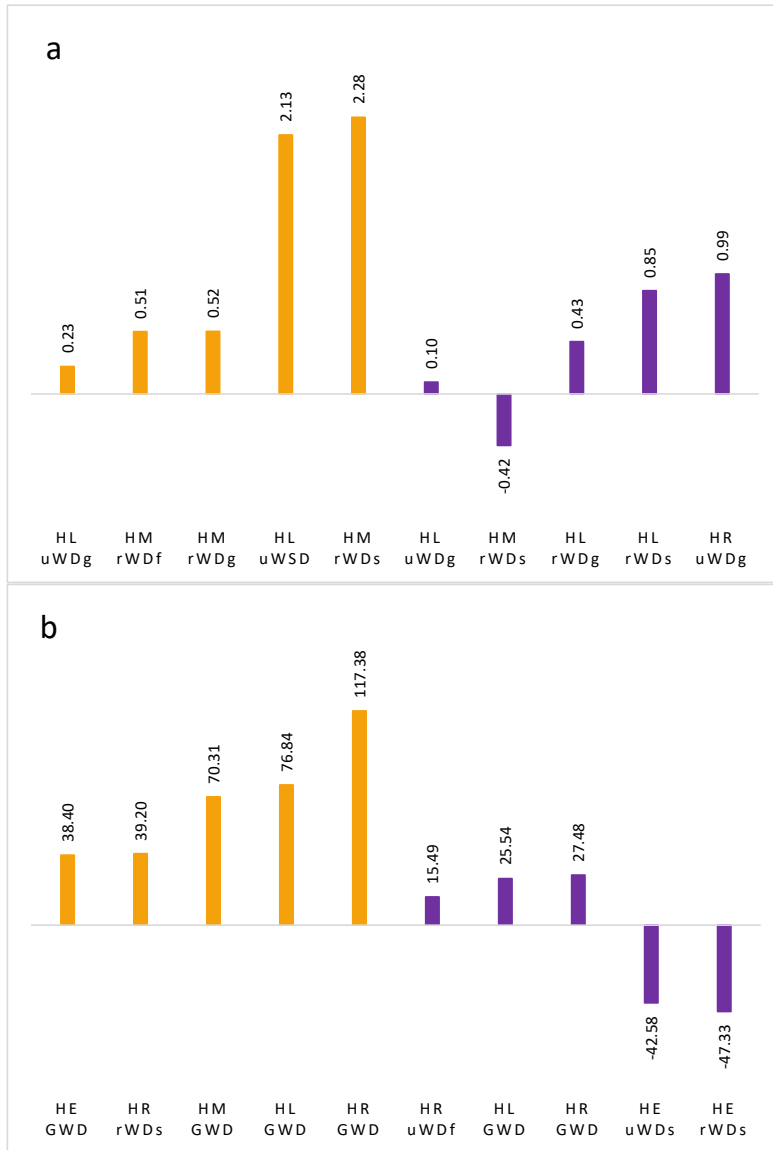 a
0.23 0.51 0.52 2.13 2.28 0.10 -0.42 0.43 0.85 0.99
HL HM HM HL HM HL HM HL HL HR
uWDg rWDf rWDg uWSD rWDs uWDg rWDs rWDg rWDs uWDg
b
38.40 39.20 70.31 76.84 117.38 15.49 25.54 27.48 -42.58 -47.33
HE HR HM HL HR HR HL HR HE HE
GWD rWDs GWD GWD GWD uWDf GWD GWD uWDs rWDs